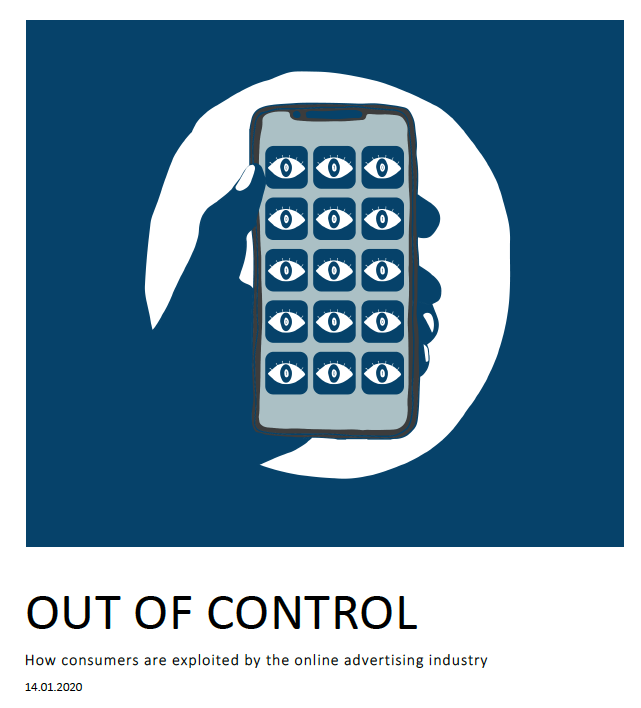 OUT OF CONTROL
How consumers are exploited by the online advertising industry
14.01.2020